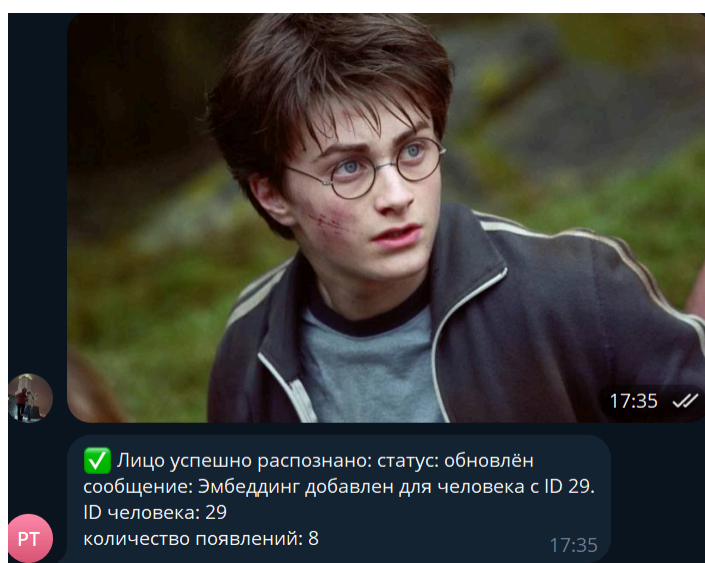 17:35
✅ Лицо успешно распознано: статус: обновлён
сообщение: Эмбеддинг добавлен для человека с ID 29.
ID человека: 29
количество появлений: 8
17:35
РТ